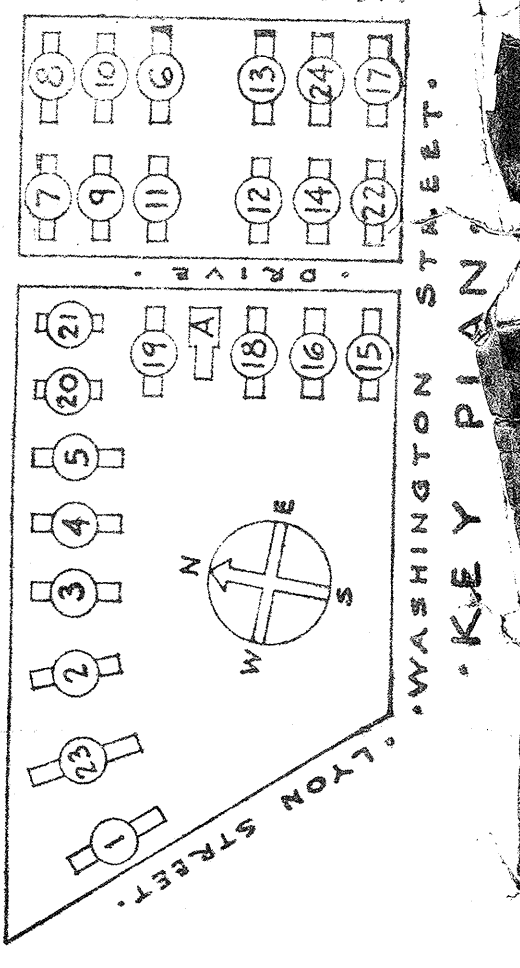 8 7 21 20 5 4 3 2 23 1
10 9
6 11 19
A
13 12 18
24 14 16
17 22 15
· DRIVE ·
N
E
S
W
· LYON STREET.
· WASHINGTON STREET.
· KEY PLAN.